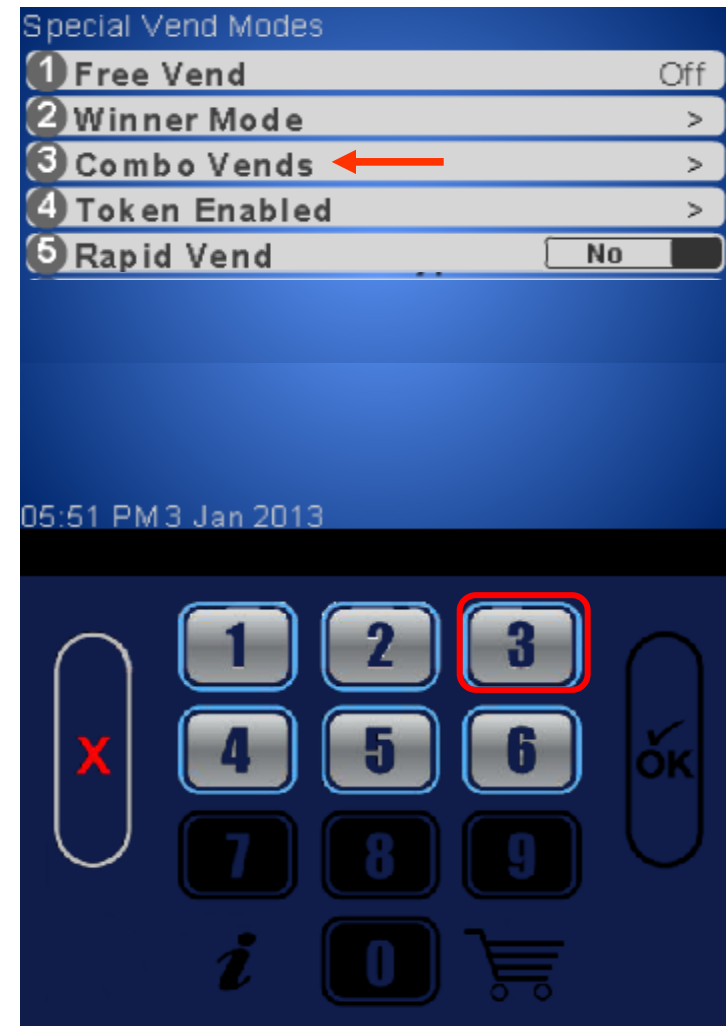 Special Vend Modes
1 Free Vend Off
2 Winner Mode >
3 Combo Vends >
4 Token Enabled >
5 Rapid Vend No
05:51 PM 3 Jan 2013
1 2 3
X 4 5 6 OK
7 8 9
i 0